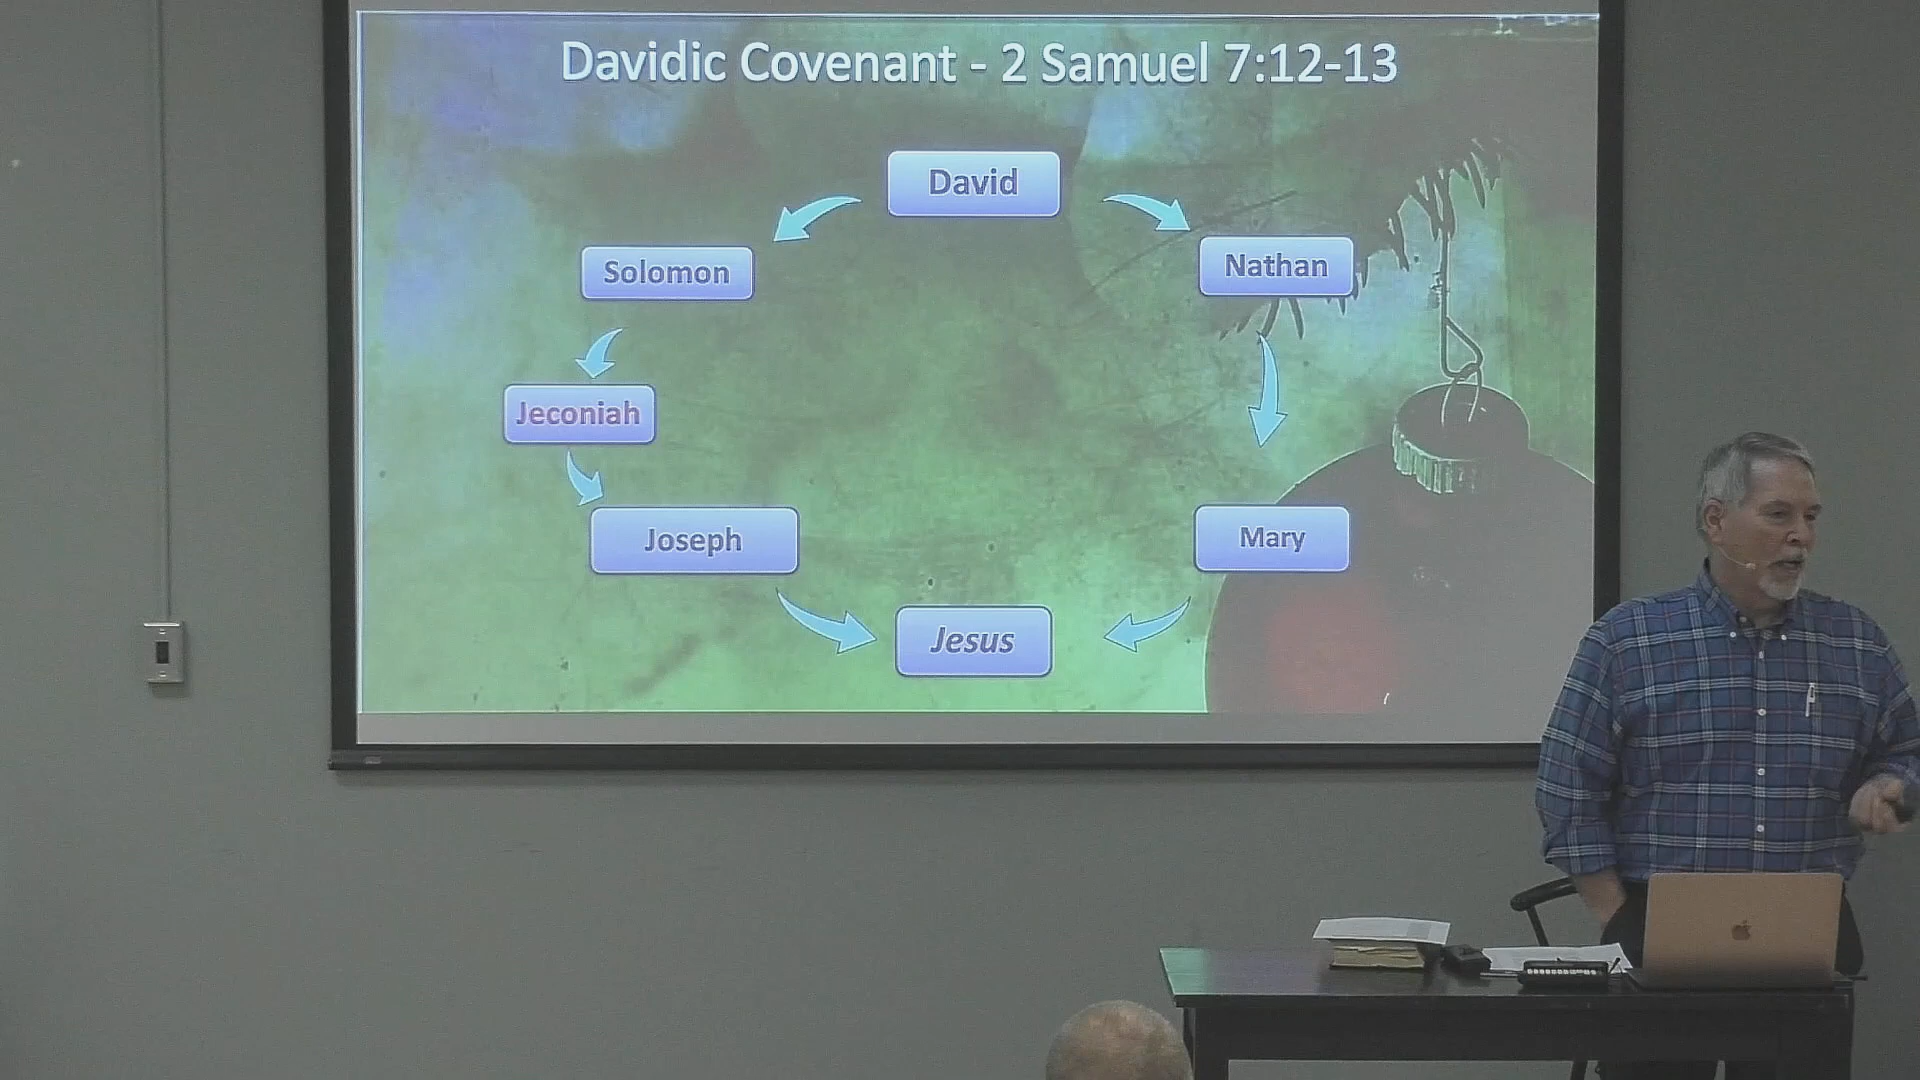 Davidic Covenant - 2 Samuel 7:12-13
David
Solomon
Nathan
Jeconiah
Joseph
Mary
Jesus